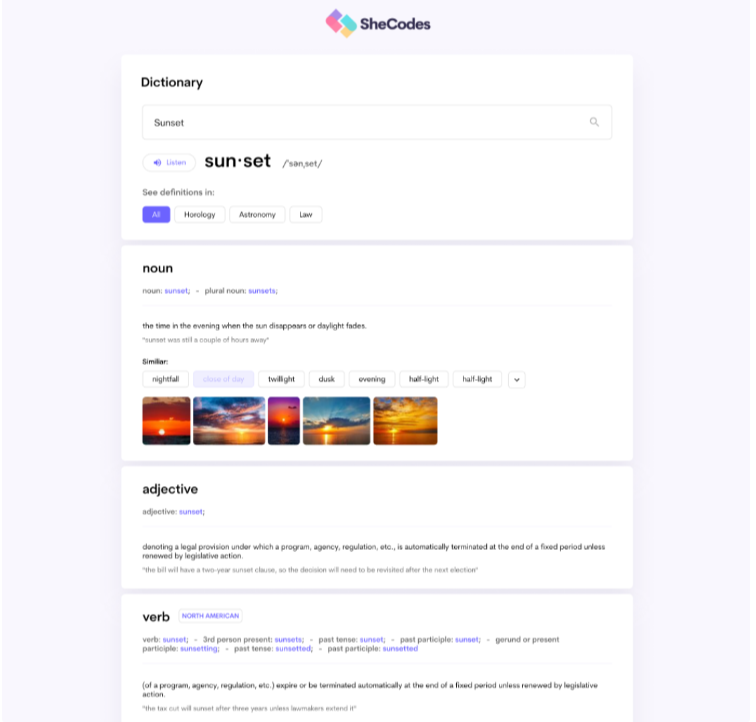 SheCodes
Dictionary
Sunset
Listen sun·set /ˈsənˌset/
See definitions in:
All Horology Astronomy Law
noun
noun: sunset; - plural noun: sunsets;
the time in the evening when the sun disappears or daylight fades.
"sunset was still a couple of hours away"
Similar:
nightfall close of day twilight dusk evening half-light half-light
adjective
adjective: sunset;
denoting a legal provision under which a program, agency, regulation, etc., is automatically terminated at the end of a fixed period unless
renewed by legislative action.
"the bill will have a two-year sunset clause, so the decision will need to be revisited after the next election"
verb NORTH AMERICAN
verb: sunset; - 3rd person present: sunsets; - past tense: sunset; - past participle: sunset; - gerund or present
participle: sunsetting; - past tense: sunsetted; - past participle: sunsetted
(of a program, agency, regulation, etc.) expire or be terminated automatically at the end of a fixed period unless renewed by legislative
action.
"the tax cut will sunset after three years unless lawmakers extend it"